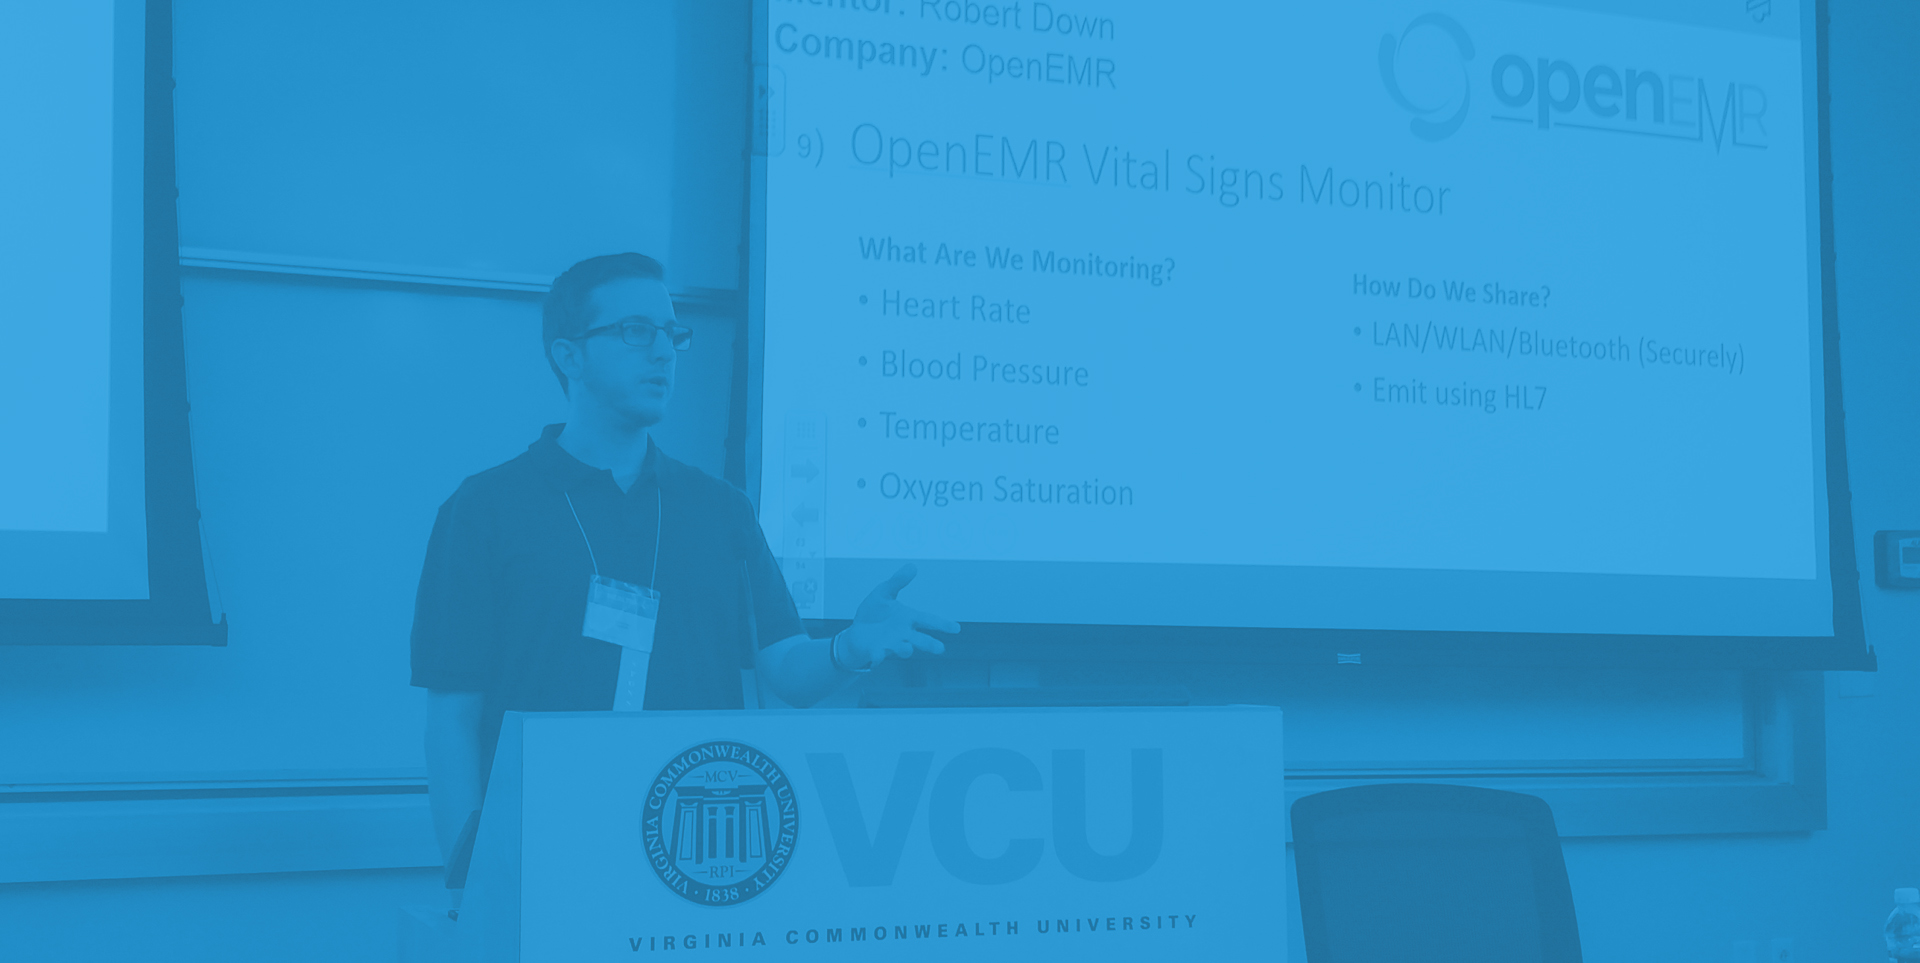 Mentor: Robert Down
Company: OpenEMR
openEMR
9) OpenEMR Vital Signs Monitor
What Are We Monitoring?
• Heart Rate
• Blood Pressure
• Temperature
• Oxygen Saturation
How Do We Share?
• LAN/WLAN/Bluetooth (Securely)
• Emit using HL7
VIRGINIA COMMONWEALTH UNIVERSITY
MCV
RPI
• 1838 •
VCU
VIRGINIA COMMONWEALTH UNIVERSITY